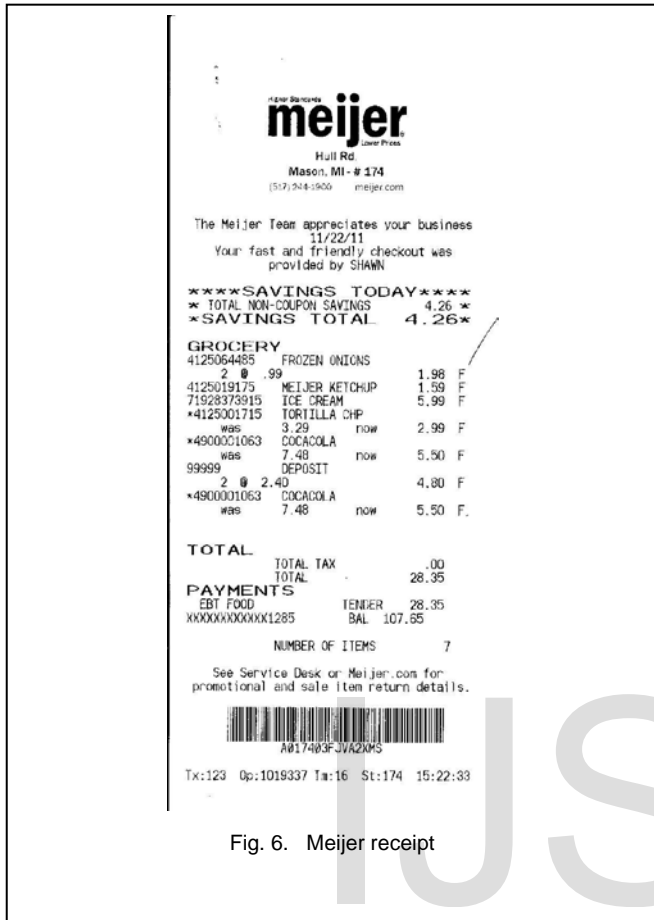 Higher Standards
meijer
Lower Prices
Hull Rd.
Mason, MI - # 174
(517) 244-1900 meijer.com
The Meijer Team appreciates your business
11/22/11
Your fast and friendly checkout was
provided by SHAWN
****SAVINGS TODAY****
* TOTAL NON-COUPON SAVINGS 4.26 *
*SAVINGS TOTAL 4.26*
GROCERY
4125064485 FROZEN ONIONS
2 @ .99 1.98 F
4125019175 MEIJER KETCHUP 1.59 F
71928373915 ICE CREAM 5.99 F
*4125001715 TORTILLA CHP
was 3.29 now 2.99 F
*4900001063 COCACOLA
was 7.48 now 5.50 F
99999 DEPOSIT
2 @ 2.40 4.80 F
*4900001063 COCACOLA
was 7.48 now 5.50 F.
TOTAL
TOTAL TAX .00
TOTAL 28.35
PAYMENTS
EBT FOOD TENDER 28.35
XXXXXXXXXXXX1285 BAL 107.65
NUMBER OF ITEMS 7
See Service Desk or Meijer.com for
promotional and sale item return details.
A017403FJVA2XMS
Tx:123 Op:1019337 Tm:16 St:174 15:22:33
Fig. 6. Meijer receipt
IJS